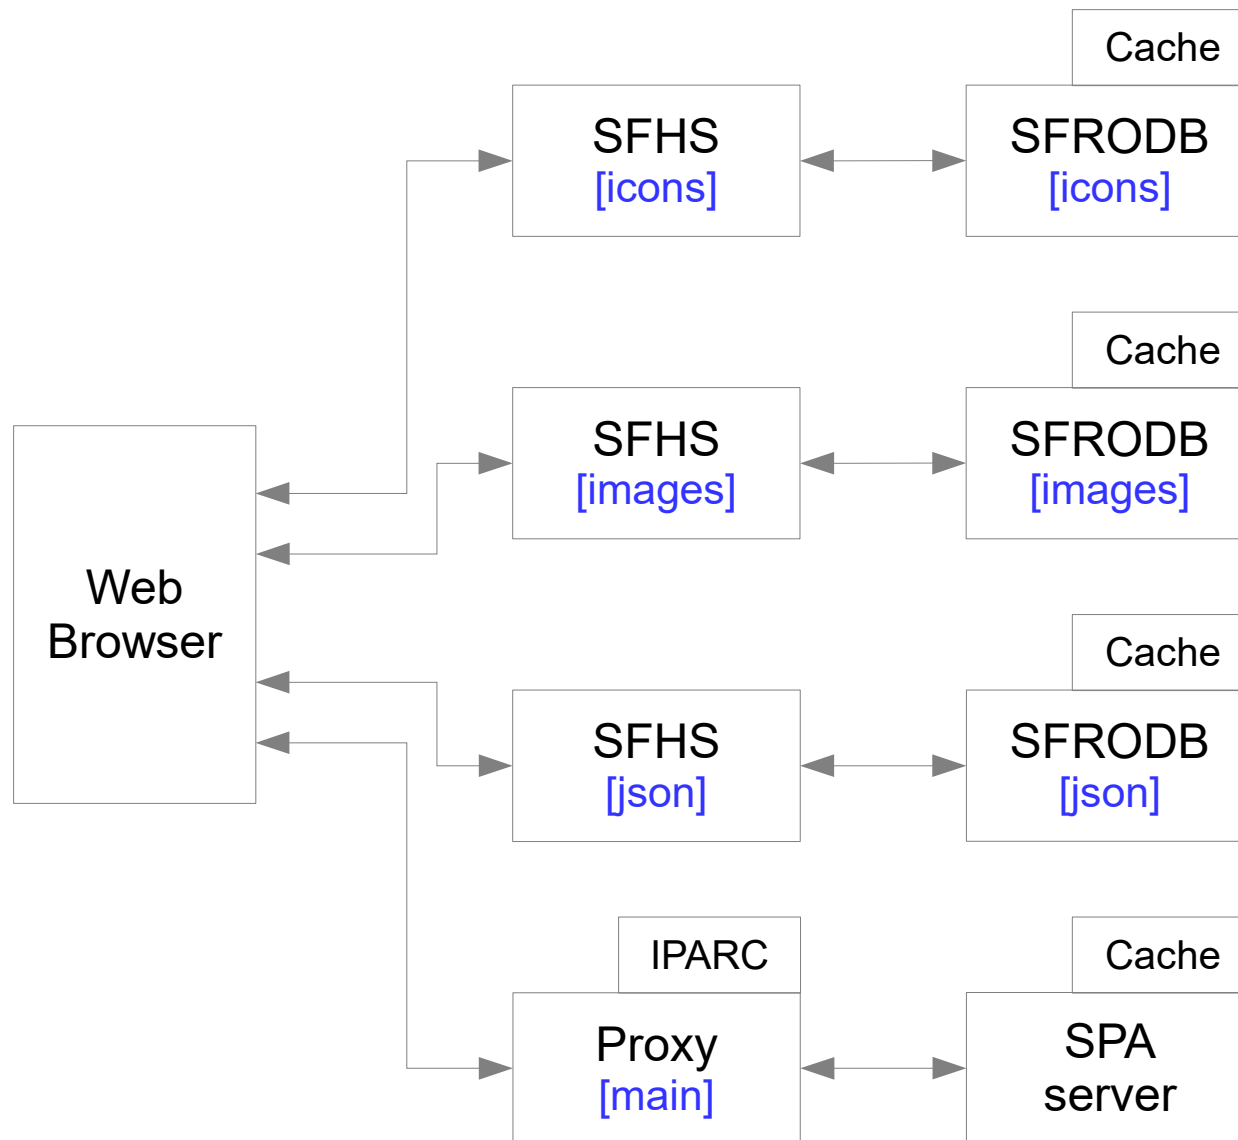 Cache
SFHS
[icons]
SFRODB
[icons]
Cache
SFHS
[images]
SFRODB
[images]
Web
Browser
Cache
SFHS
[json]
SFRODB
[json]
IPARC
Cache
Proxy
[main]
SPA
server